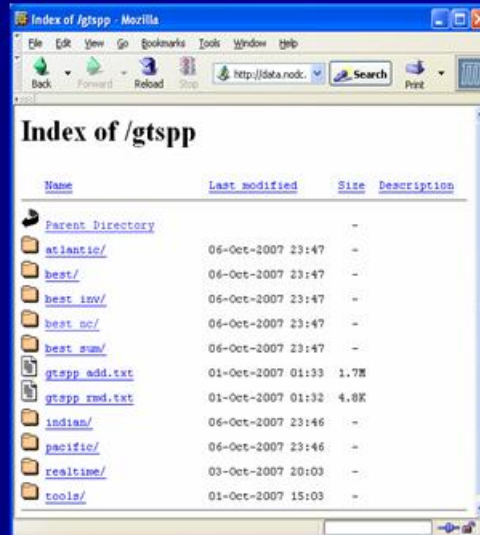 Index of /gtspp - Mozilla
File Edit View Go Bookmarks Tools Window Help
Back Forward Reload Stop http://data.nodc. Search Print
Index of /gtspp
Name Last modified Size Description
Parent Directory -
atlantic/ 06-Oct-2007 23:47 -
best/ 06-Oct-2007 23:47 -
best_inv/ 06-Oct-2007 23:47 -
best_nc/ 06-Oct-2007 23:47 -
best_sum/ 06-Oct-2007 23:47 -
gtspp_add.txt 01-Oct-2007 01:33 1.7M
gtspp_rmd.txt 01-Oct-2007 01:32 4.8K
indian/ 06-Oct-2007 23:46 -
pacific/ 06-Oct-2007 23:46 -
realtime/ 03-Oct-2007 20:03 -
tools/ 01-Oct-2007 15:03 -